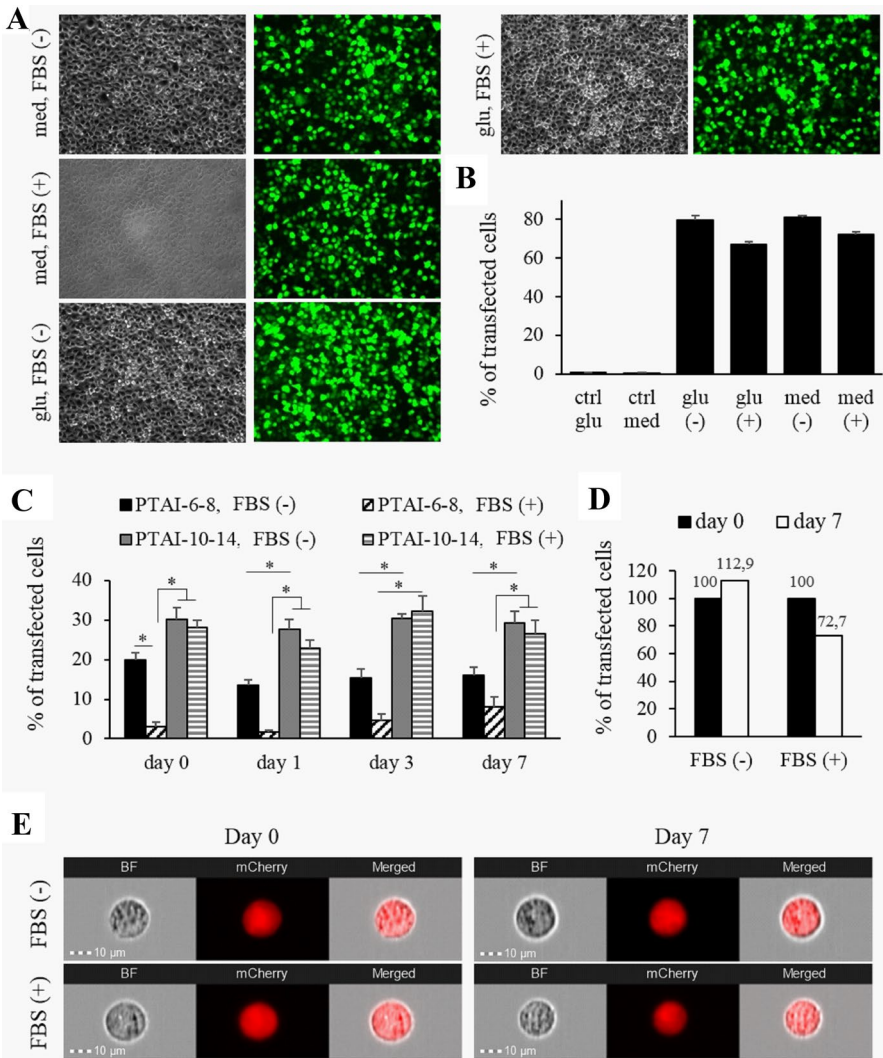 A
med, FBS (-)
glu, FBS (+)
med, FBS (+)
glu, FBS (-)
B
% of transfected cells
80
60
40
20
0
ctrl glu
ctrl med
glu (-)
glu (+)
med (-)
med (+)
C
PTAI-6-8, FBS (-)
PTAI-6-8, FBS (+)
PTAI-10-14, FBS (-)
PTAI-10-14, FBS (+)
% of transfected cells
40
30
20
10
0
*
*
*
*
*
*
*
*
day 0
day 1
day 3
day 7
D
day 0
day 7
% of transfected cells
120
100
80
60
40
20
0
100
112,9
100
72,7
FBS (-)
FBS (+)
E
Day 0
Day 7
FBS (-)
BF mCherry Merged
10 μm
BF mCherry Merged
10 μm
FBS (+)
BF mCherry Merged
10 μm
BF mCherry Merged
10 μm